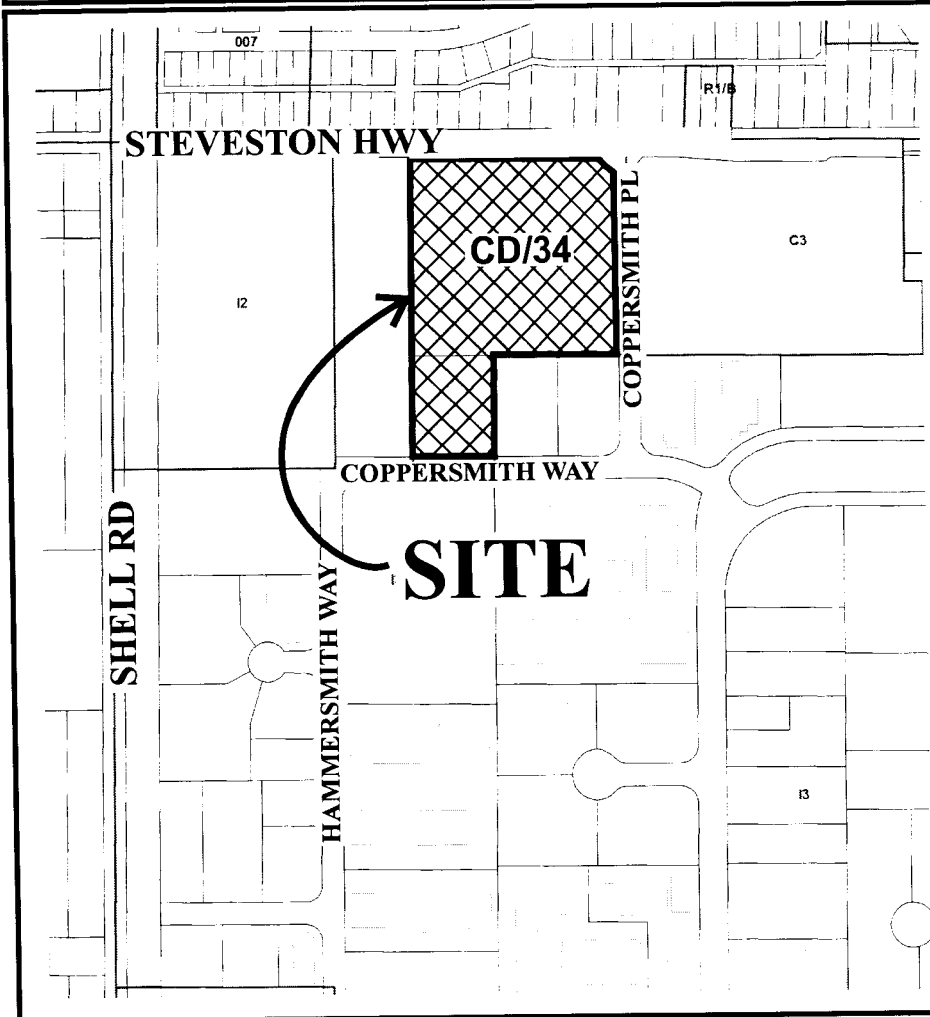 007
R1/B
STEVESTON HWY
CD/34
COPPERSMITH PL
C3
I2
COPPERSMITH WAY
SITE
SHELL RD
HAMMERSMITH WAY
I3